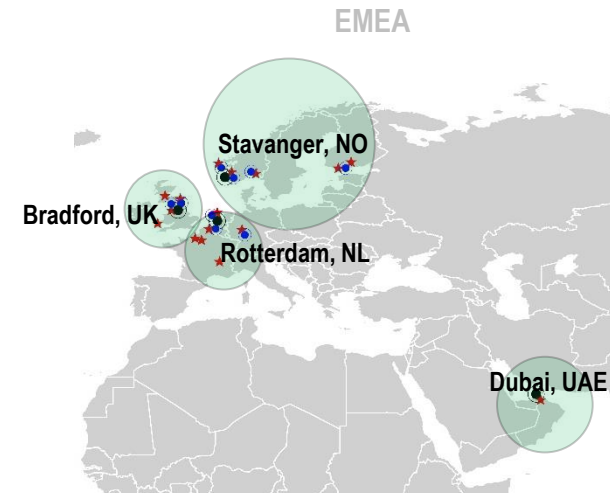 EMEA
Stavanger, NO
Bradford, UK
Rotterdam, NL
Dubai, UAE